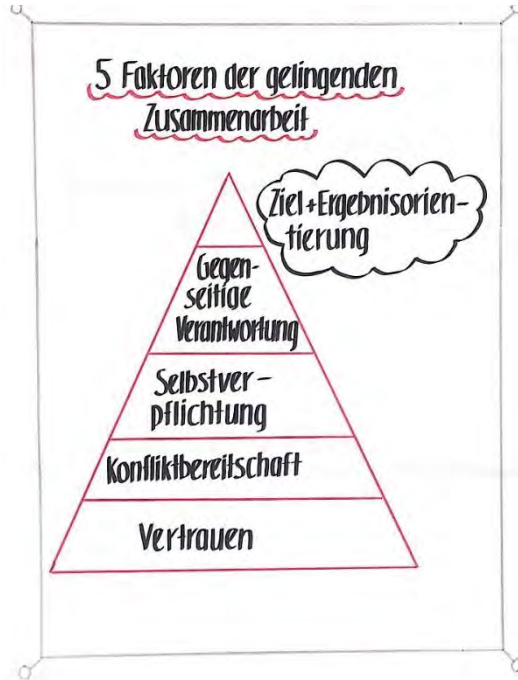 5 Faktoren der gelingenden
Zusammenarbeit
Ziel+Ergebnisorien-
tierung
Gegen-
seitige
Verantwortung
Selbstver-
pflichtung
Konfliktbereitschaft
Vertrauen